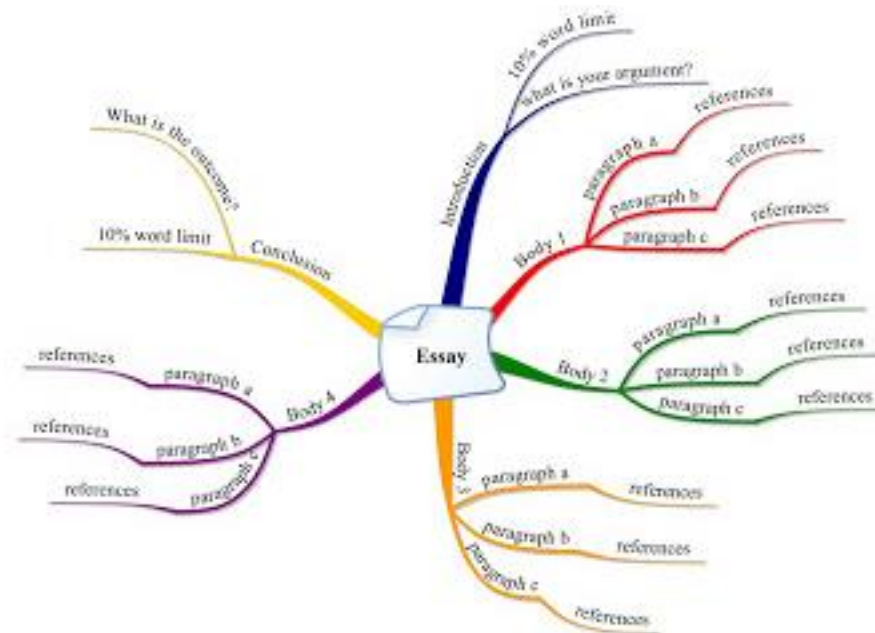 Essay
Introduction
10% word limit
what is your argument?
Body 1
paragraph a
references
paragraph b
references
paragraph c
references
Body 2
paragraph a
references
paragraph b
references
paragraph c
references
Body 3
paragraph a
references
paragraph b
references
paragraph c
references
Body 4
paragraph a
references
paragraph b
references
paragraph c
references
Conclusion
What is the outcome?
10% word limit